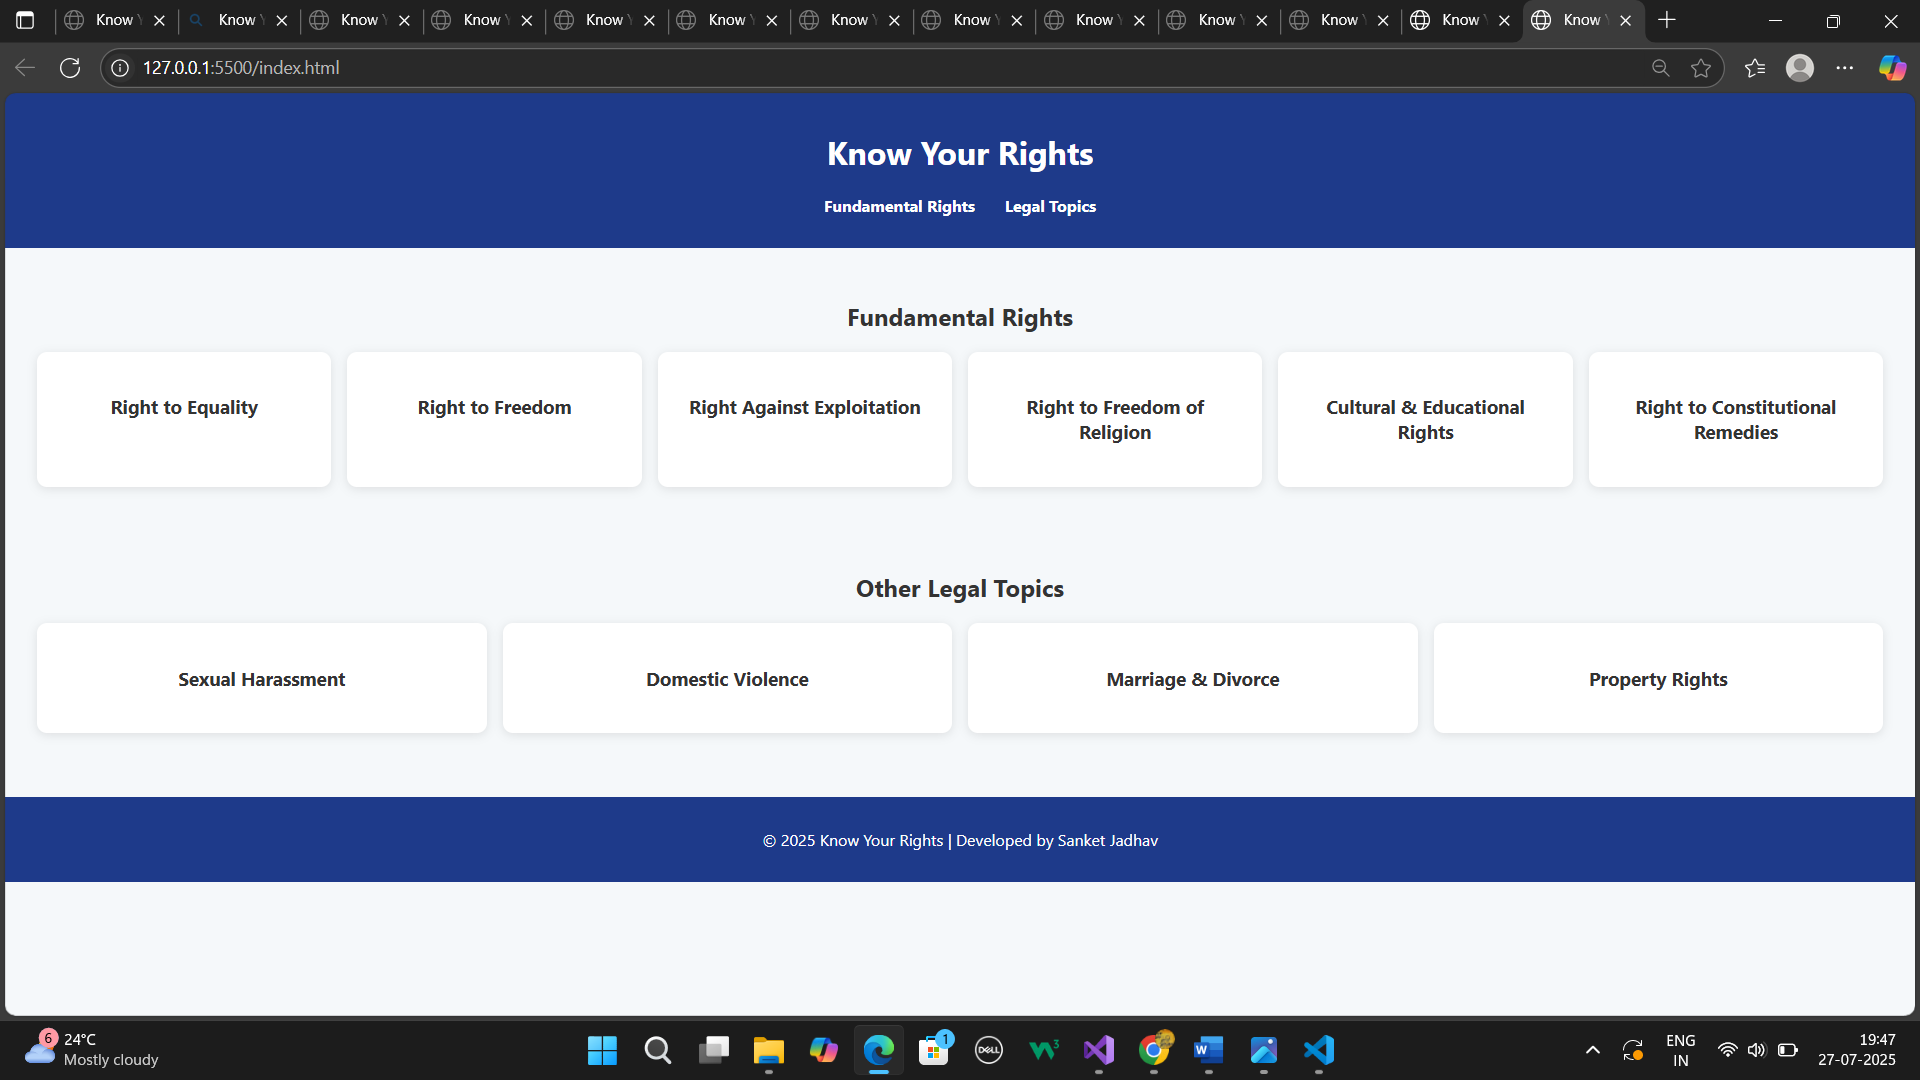 Know Know Know Know Know Know Know Know Know Know Know Know Know
127.0.0.1:5500/index.html
Know Your Rights
Fundamental Rights Legal Topics
Fundamental Rights
Right to Equality
Right to Freedom
Right Against Exploitation
Right to Freedom of
Religion
Cultural & Educational
Rights
Right to Constitutional
Remedies
Other Legal Topics
Sexual Harassment
Domestic Violence
Marriage & Divorce
Property Rights
© 2025 Know Your Rights | Developed by Sanket Jadhav
6
24°C
Mostly cloudy
1
DELL
W3
W
ENG
IN
19:47
27-07-2025